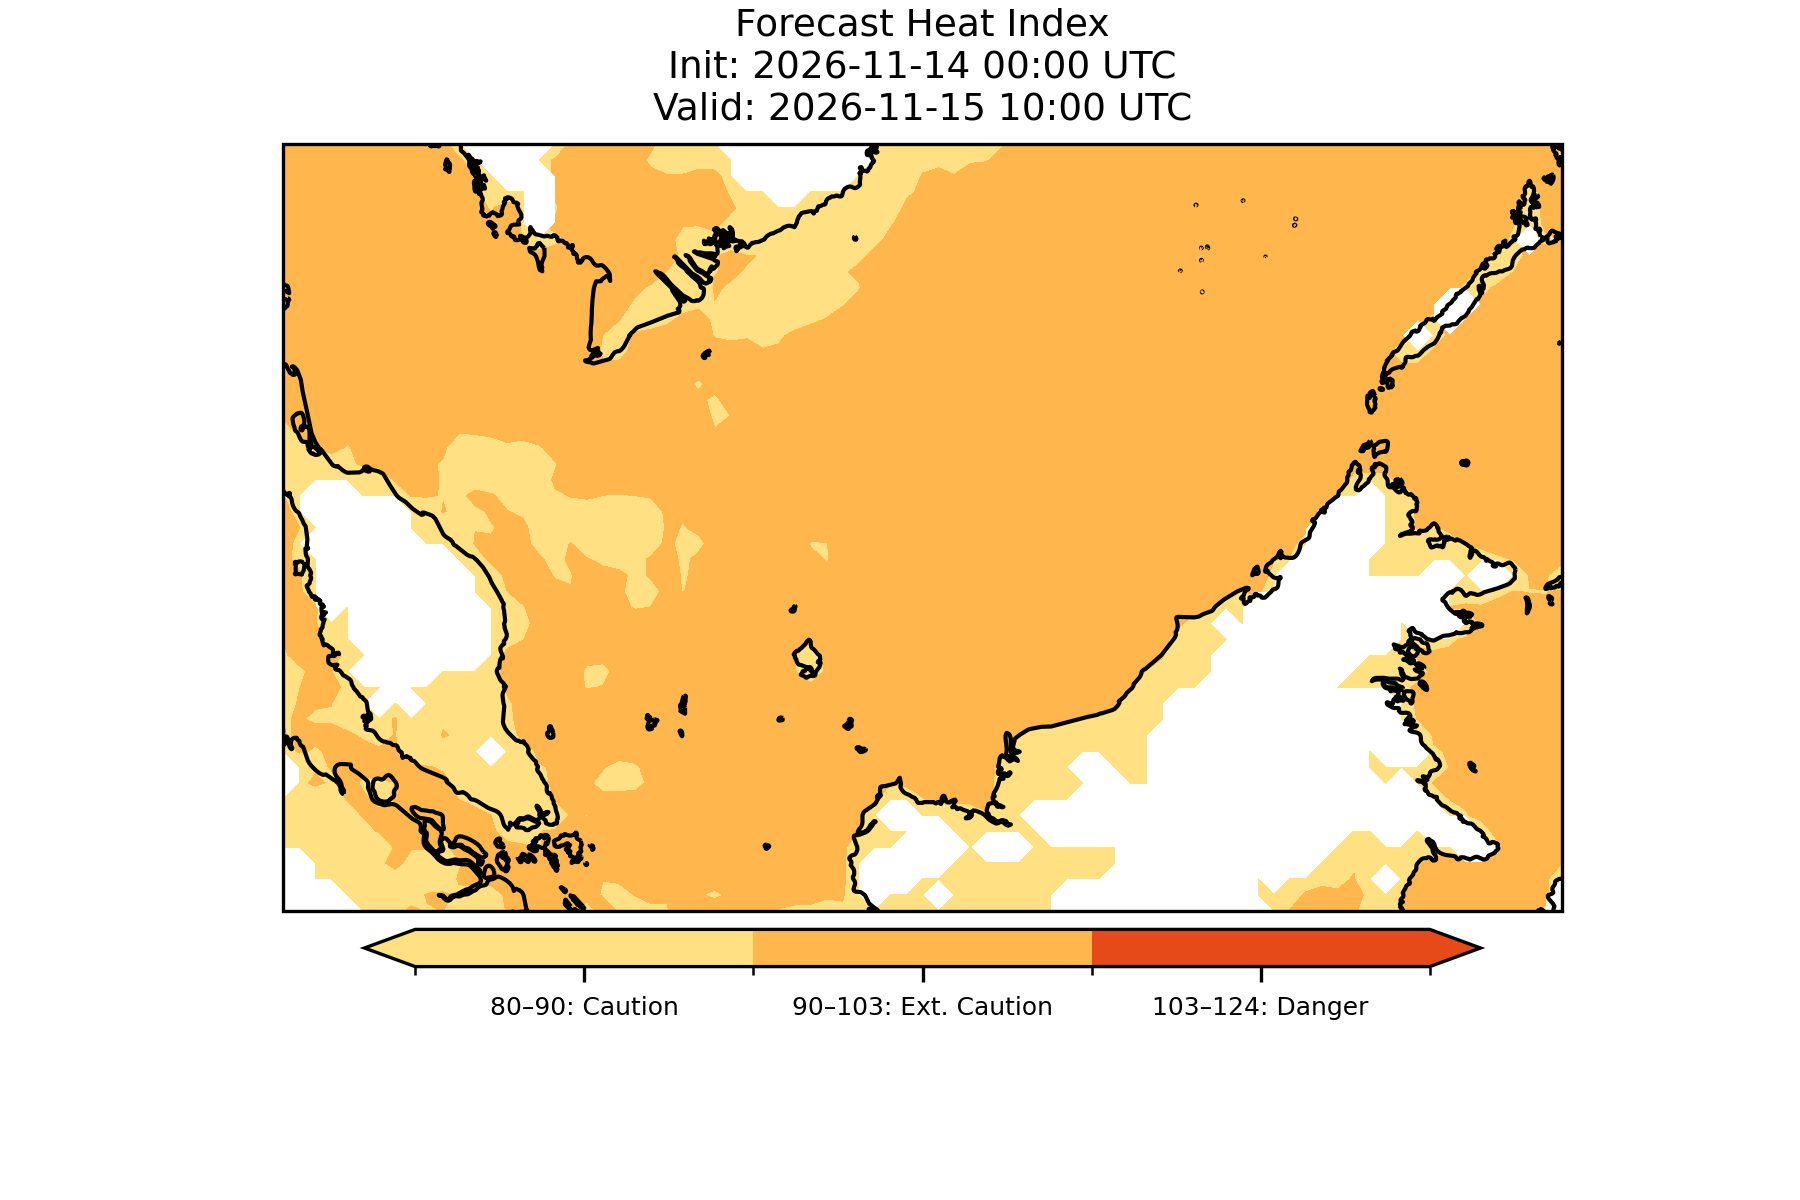 Forecast Heat Index
Init: 2026-11-14 00:00 UTC
Valid: 2026-11-15 10:00 UTC
80–90: Caution
90–103: Ext. Caution
103–124: Danger